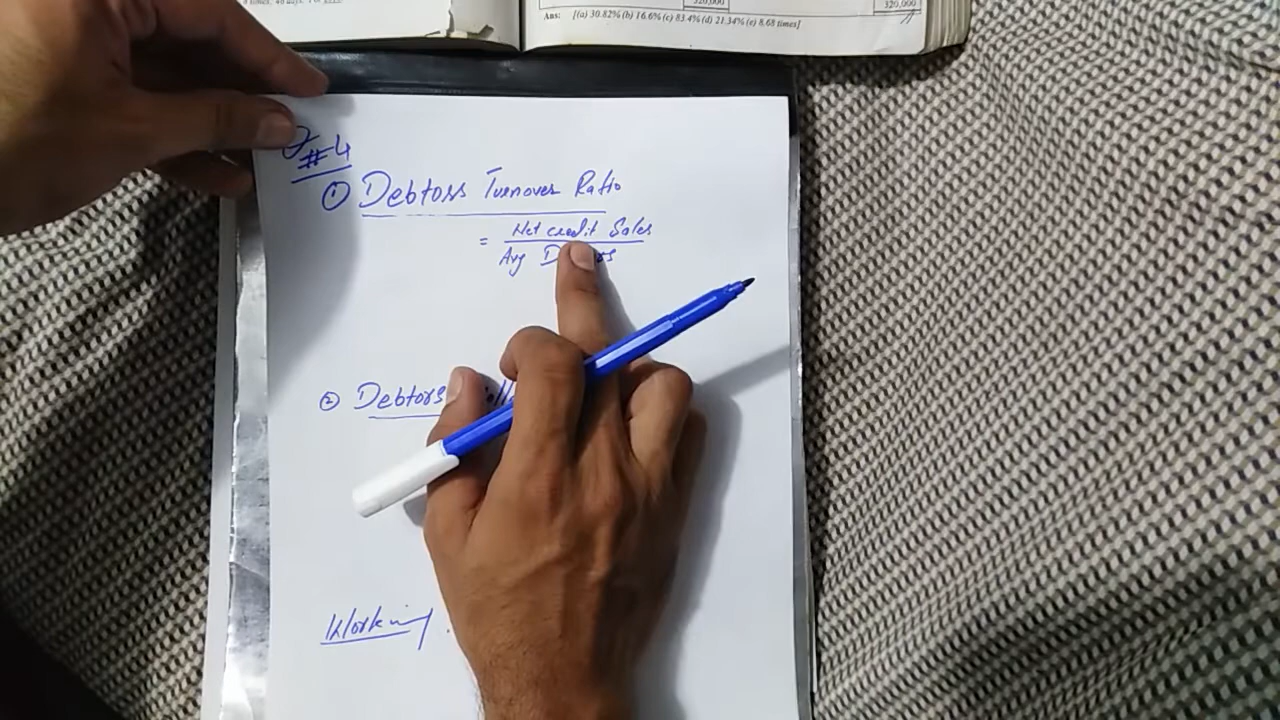 320,000
320,000
Ans: [(a) 30.82% (b) 16.6% (c) 83.4% (d) 21.34% (e) 8.68 times]
#4
① Debtors Turnover Ratio
= Net credit Sales
Avg
② Debtors
Working